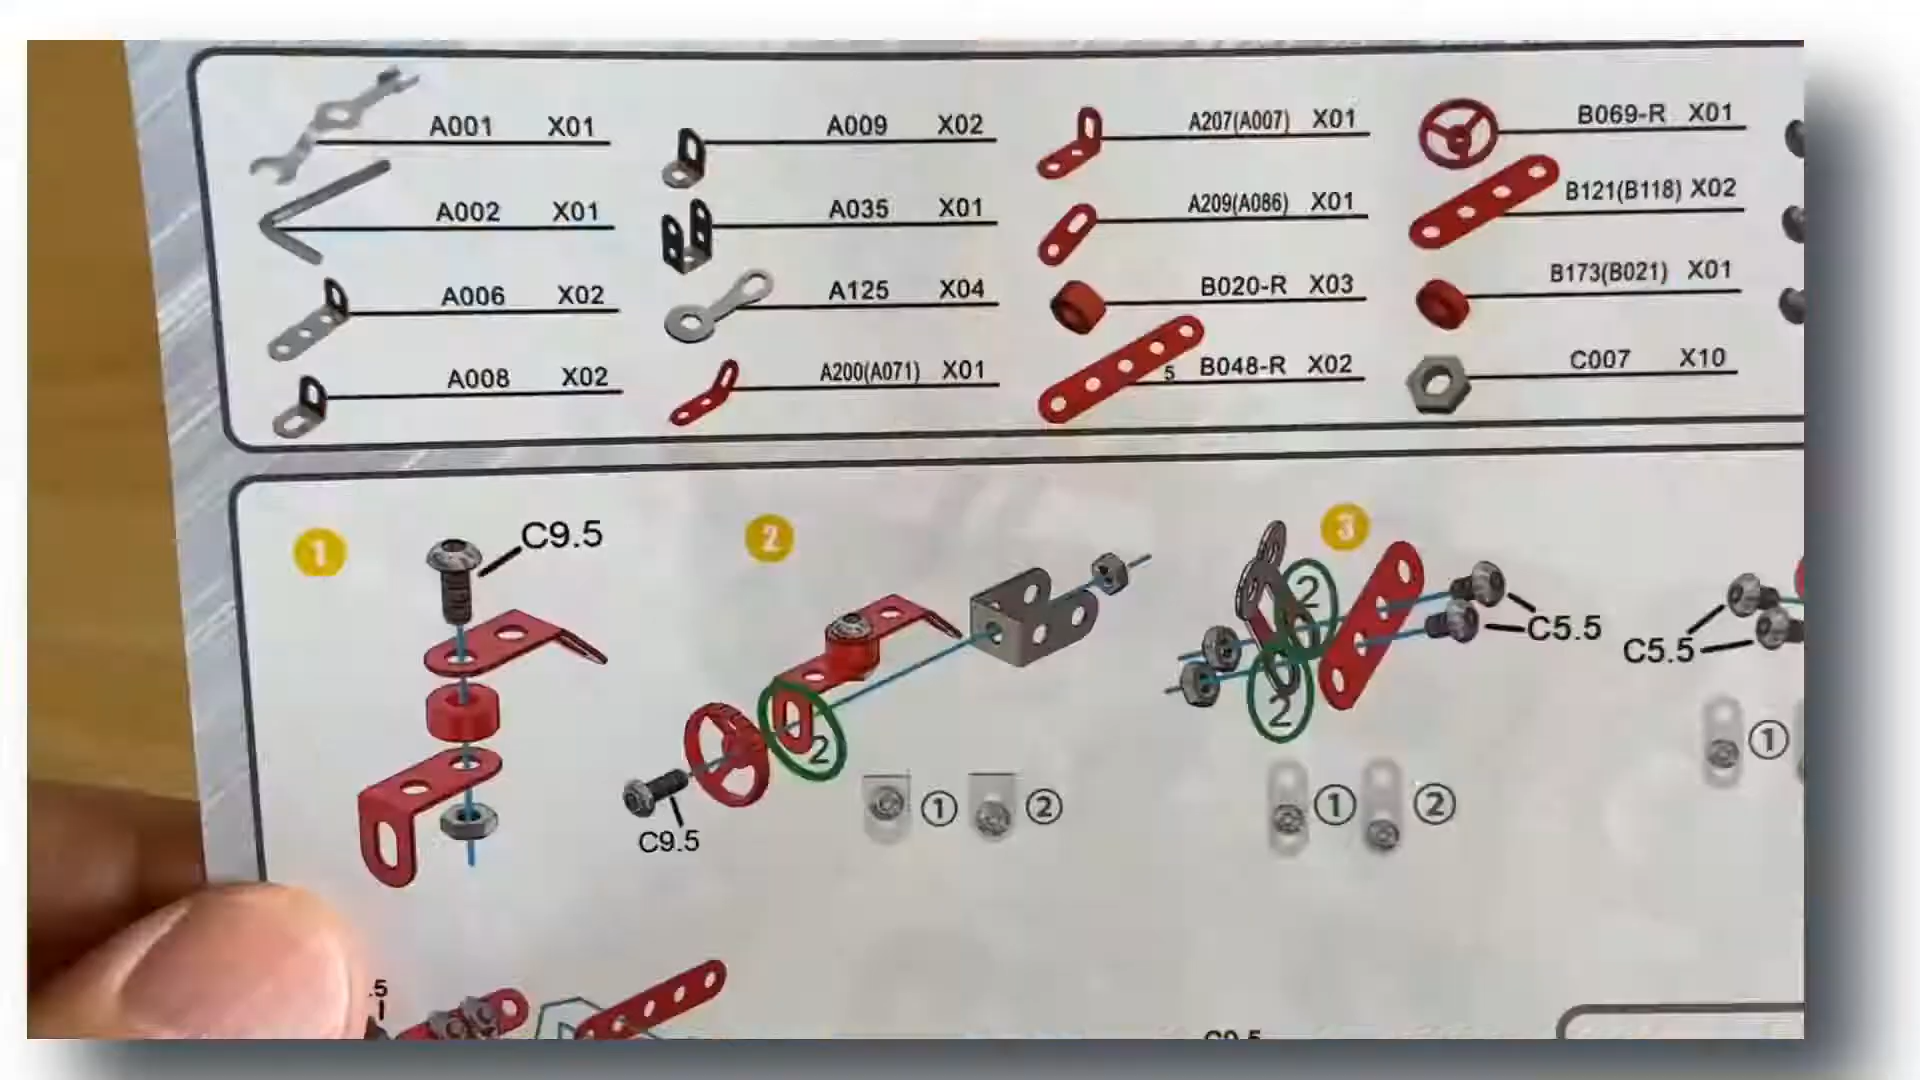 A001 X01
A009 X02
A207(A007) X01
B069-R X01
A002 X01
A035 X01
A209(A086) X01
B121(B118) X02
A006 X02
A125 X04
B020-R X03
B173(B021) X01
A008 X02
A200(A071) X01
5 B048-R X02
C007 X10
1
C9.5
2
2
C9.5
1 2
3
2
2
C5.5
1 2
C5.5
1
.5